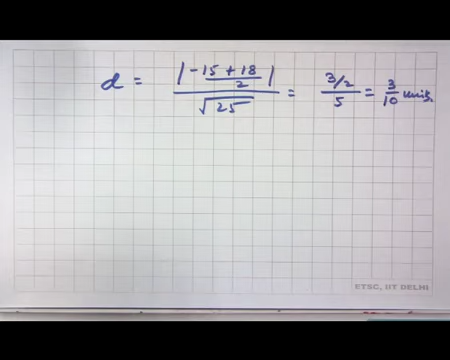 d = | -15 + 18/2 | / √25 = 3/2 / 5 = 3/10 units.
ETSC, IIT DELHI